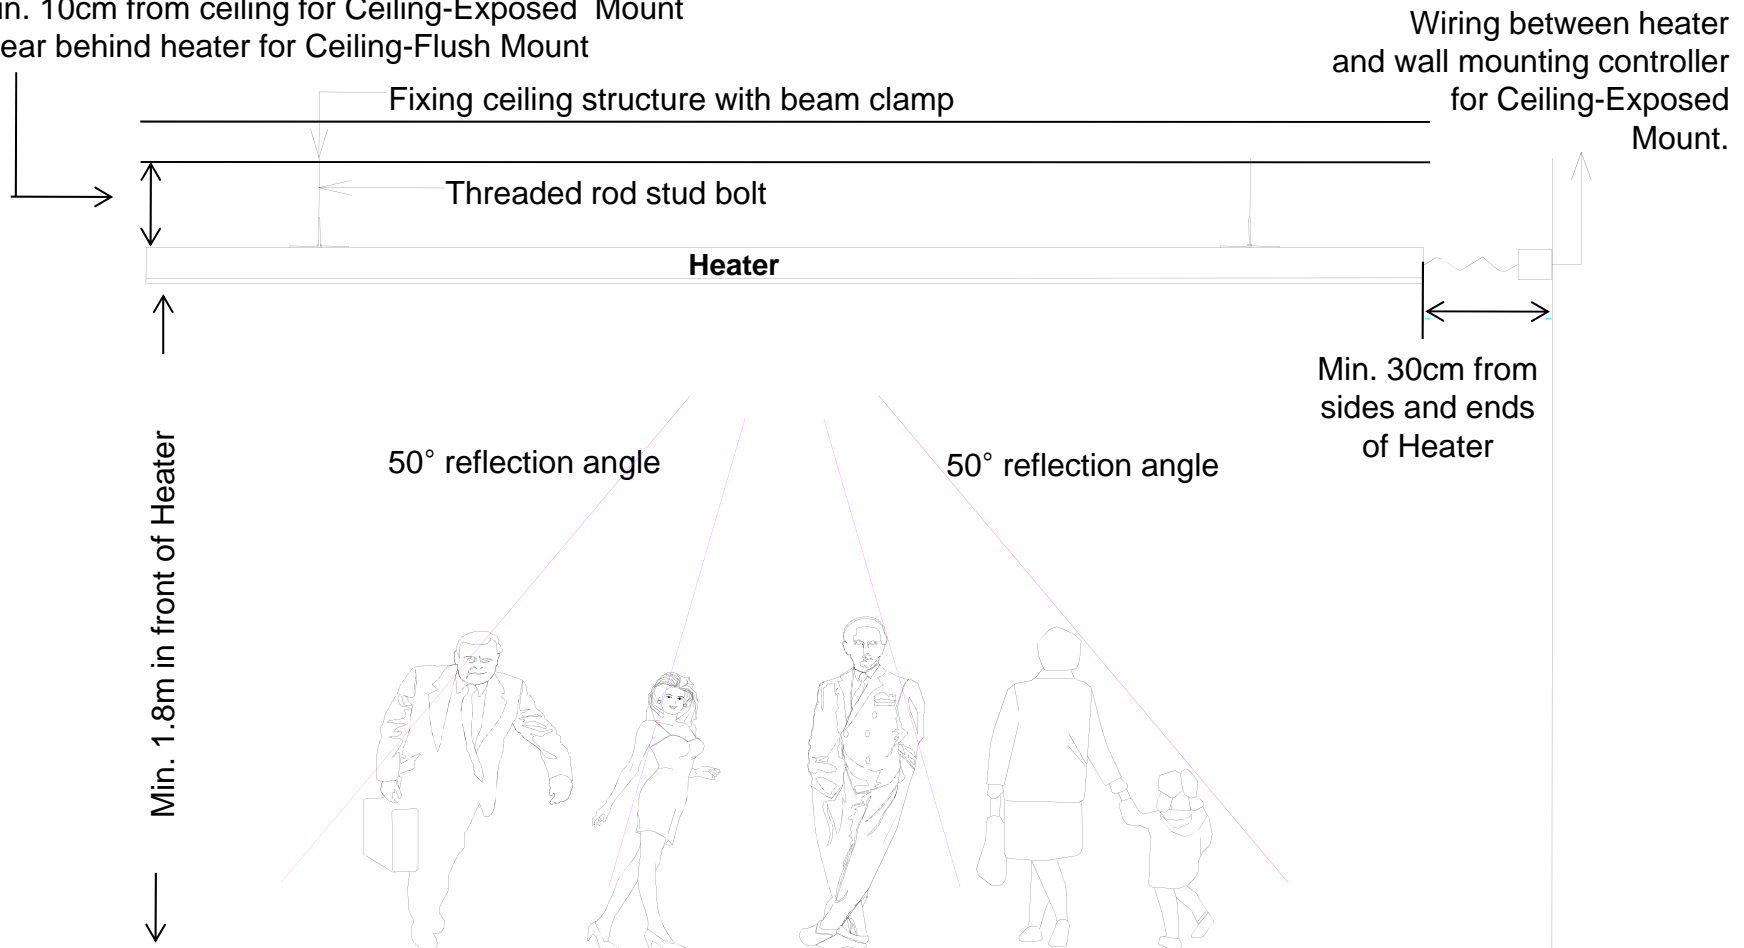 in. 10cm from ceiling for Ceiling-Exposed Mount
ear behind heater for Ceiling-Flush Mount
Wiring between heater
and wall mounting controller
for Ceiling-Exposed
Mount.
Fixing ceiling structure with beam clamp
Threaded rod stud bolt
Heater
Min. 30cm from
sides and ends
of Heater
50° reflection angle
50° reflection angle
Min. 1.8m in front of Heater